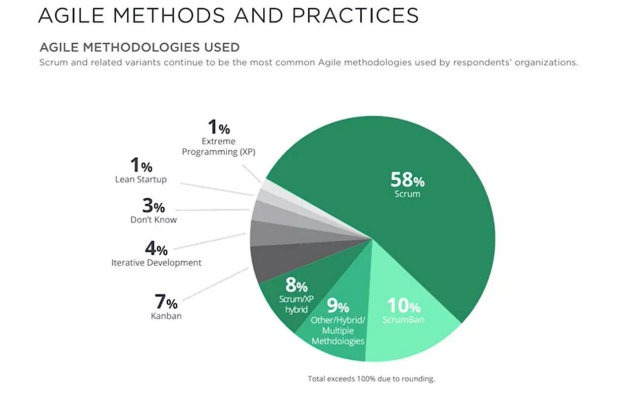 AGILE METHODS AND PRACTICES
AGILE METHODOLOGIES USED
Scrum and related variants continue to be the most common Agile methodologies used by respondents' organizations.
1%
Extreme
Programming (XP)
1%
Lean Startup
3%
Don't Know
4%
Iterative Development
7%
Kanban
8%
Scrum/XP
hybrid
9%
Other/Hybrid/
Multiple
Methdologies
10%
ScrumBan
58%
Scrum
Total exceeds 100% due to rounding.